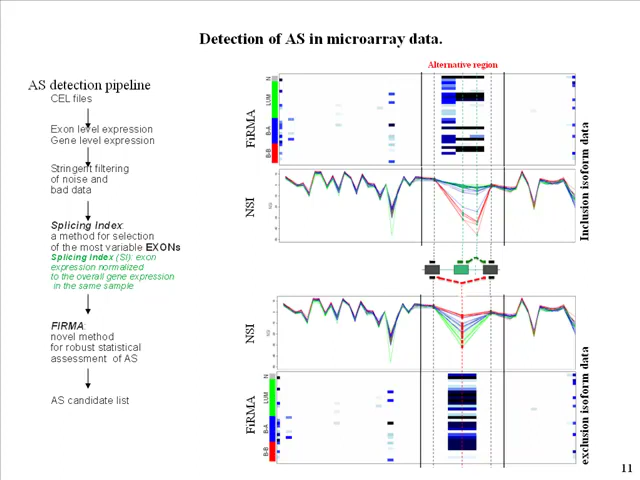 Detection of AS in microarray data.
AS detection pipeline
CEL files
Exon level expression
Gene level expression
Stringent filtering
of noise and
bad data
Splicing Index:
a method for selection
of the most variable EXONs
Splicing Index (SI): exon
expression normalized
to the overall gene expression
in the same sample
FIRMA:
novel method
for robust statistical
assessment of AS
AS candidate list
Alternative region
FiRMA
N
LUM
B-A
B-B
NSI
Inclusion isoform data
NSI
FiRMA
N
LUM
B-A
B-B
exclusion isoform data
11